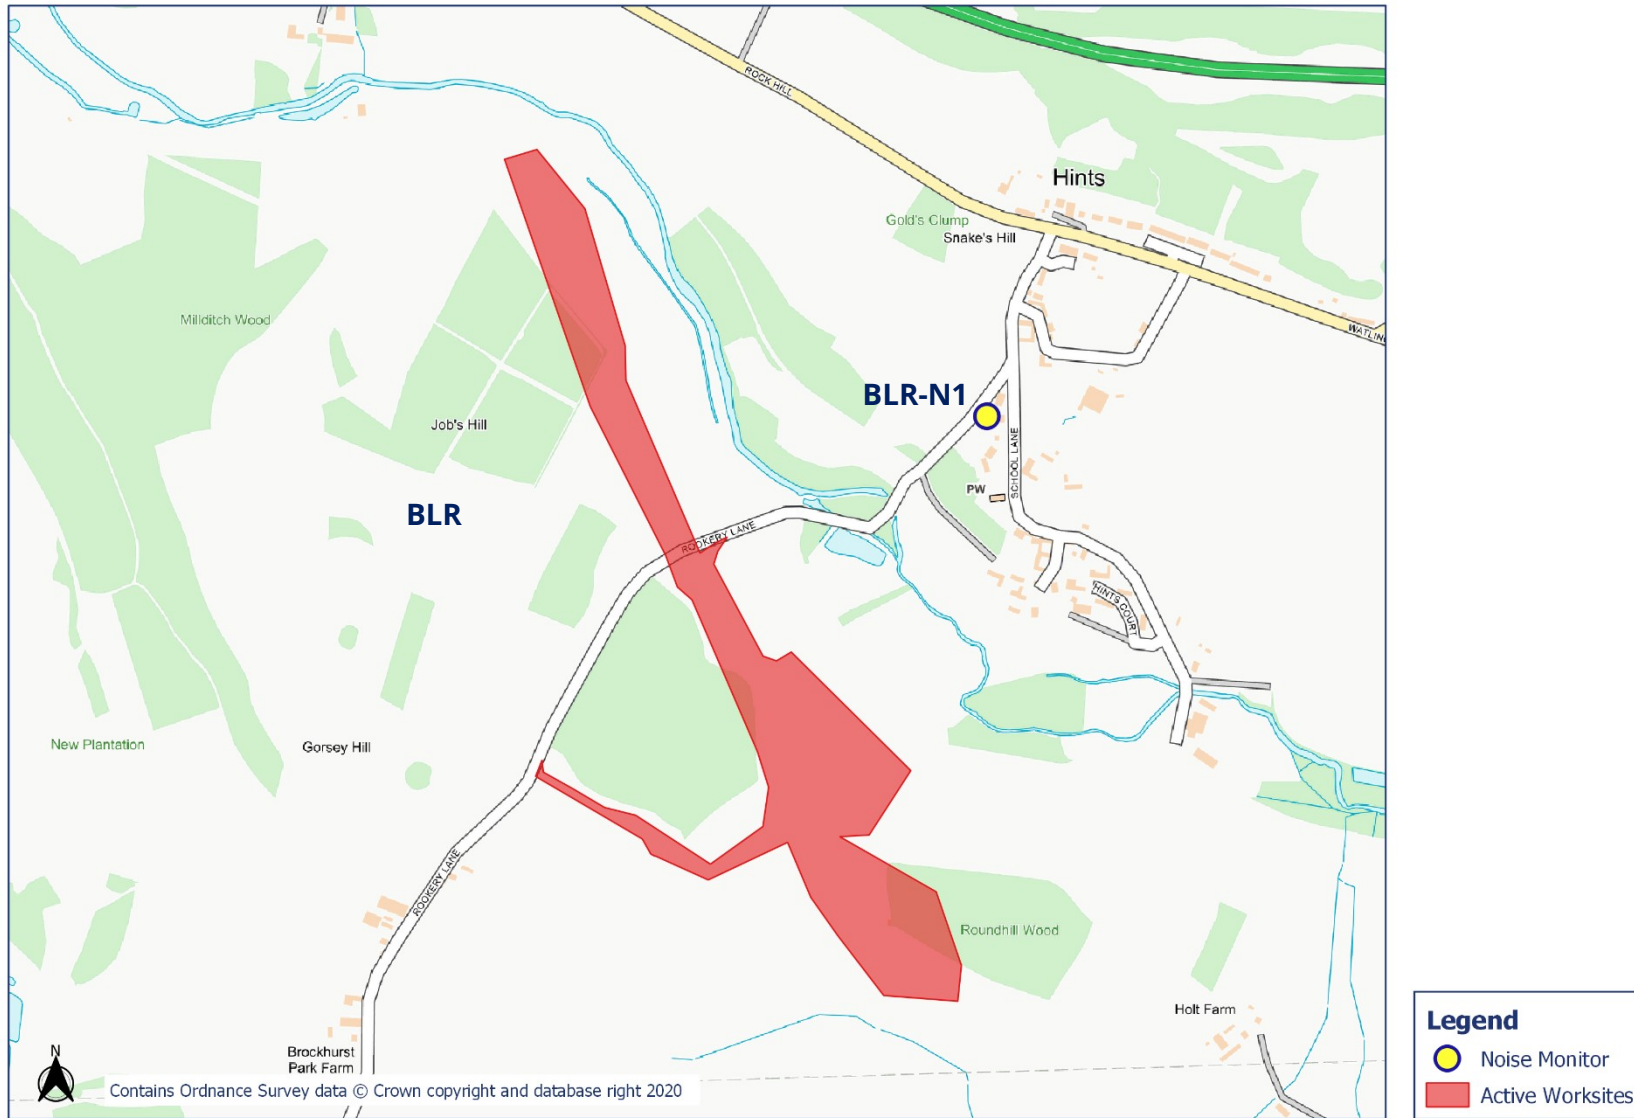 ROCK HILL
Hints
Gold's Clump
Snake's Hill
WATLIN
Millditch Wood
BLR-N1
Job's Hill
SCHOOL LANE
PW
BLR
ROOKERY LANE
HINTS COURT
New Plantation
Gorsey Hill
ROOKERY LANE
Roundhill Wood
Holt Farm
Brockhurst
Park Farm
N
Contains Ordnance Survey data © Crown copyright and database right 2020
Legend
Noise Monitor
Active Worksites